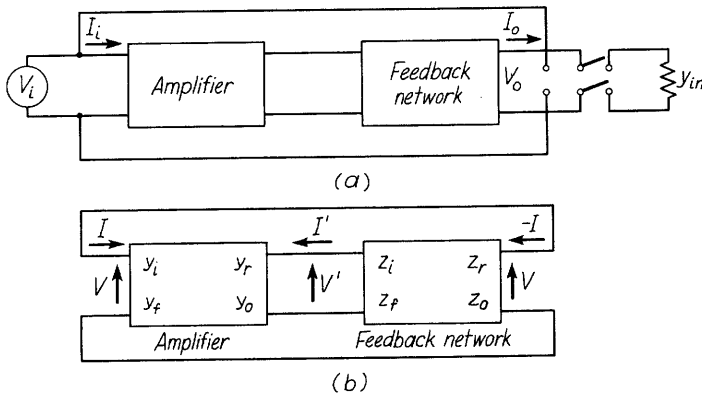 I_i I_o
V_i Amplifier Feedback network V_o y_in
(a)
I I' -I
V y_i y_r V' z_i z_r V
y_f y_o z_f z_o
Amplifier Feedback network
(b)